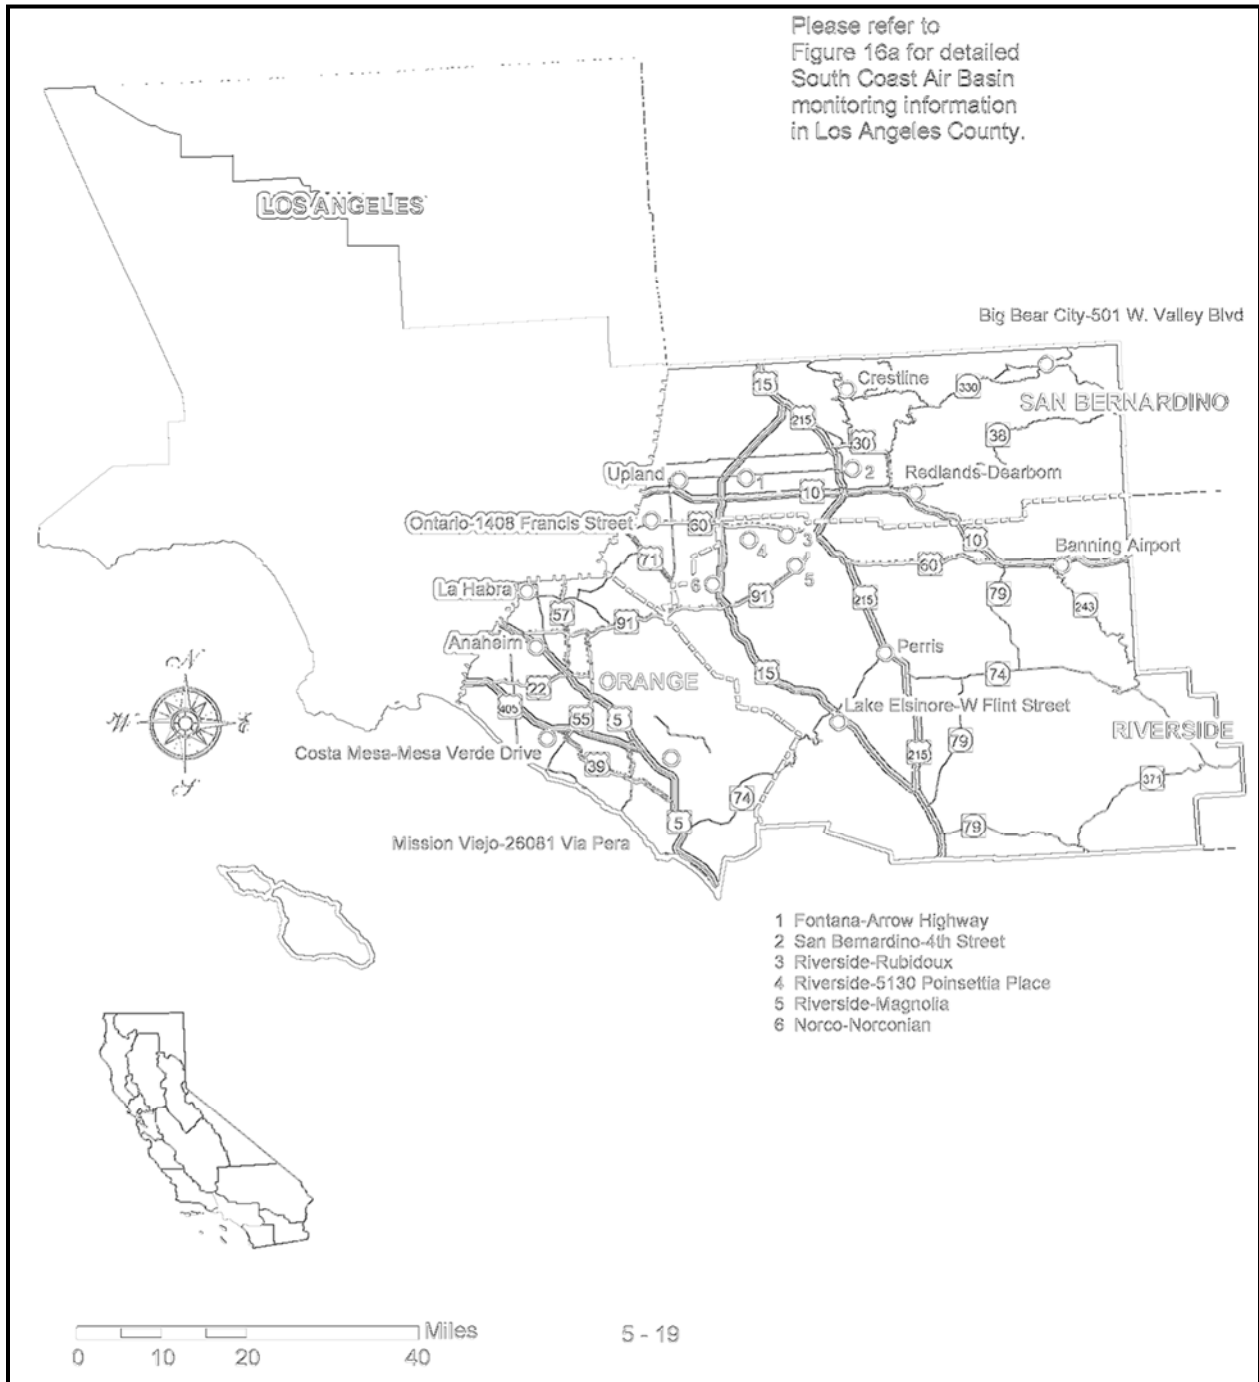 Please refer to
Figure 16a for detailed
South Coast Air Basin
monitoring information
in Los Angeles County.
LOS ANGELES
Big Bear City-501 W. Valley Blvd
15
Crestline
330
SAN BERNARDINO
215
30
38
Upland
1
2
Redlands-Dearborn
10
Ontario-1408 Francis Street
60
3
4
10
Banning Airport
71
5
60
La Habra
6
91
79
243
57
215
91
Anaheim
Perris
ORANGE
15
74
22
N
405
Lake Elsinore-W Flint Street
W
E
55
5
RIVERSIDE
79
Costa Mesa-Mesa Verde Drive
215
39
S
371
74
5
79
Mission Viejo-26081 Via Pera
1 Fontana-Arrow Highway
2 San Bernardino-4th Street
3 Riverside-Rubidoux
4 Riverside-5130 Poinsettia Place
5 Riverside-Magnolia
6 Norco-Norconian
Miles
0 10 20 40
5 - 19